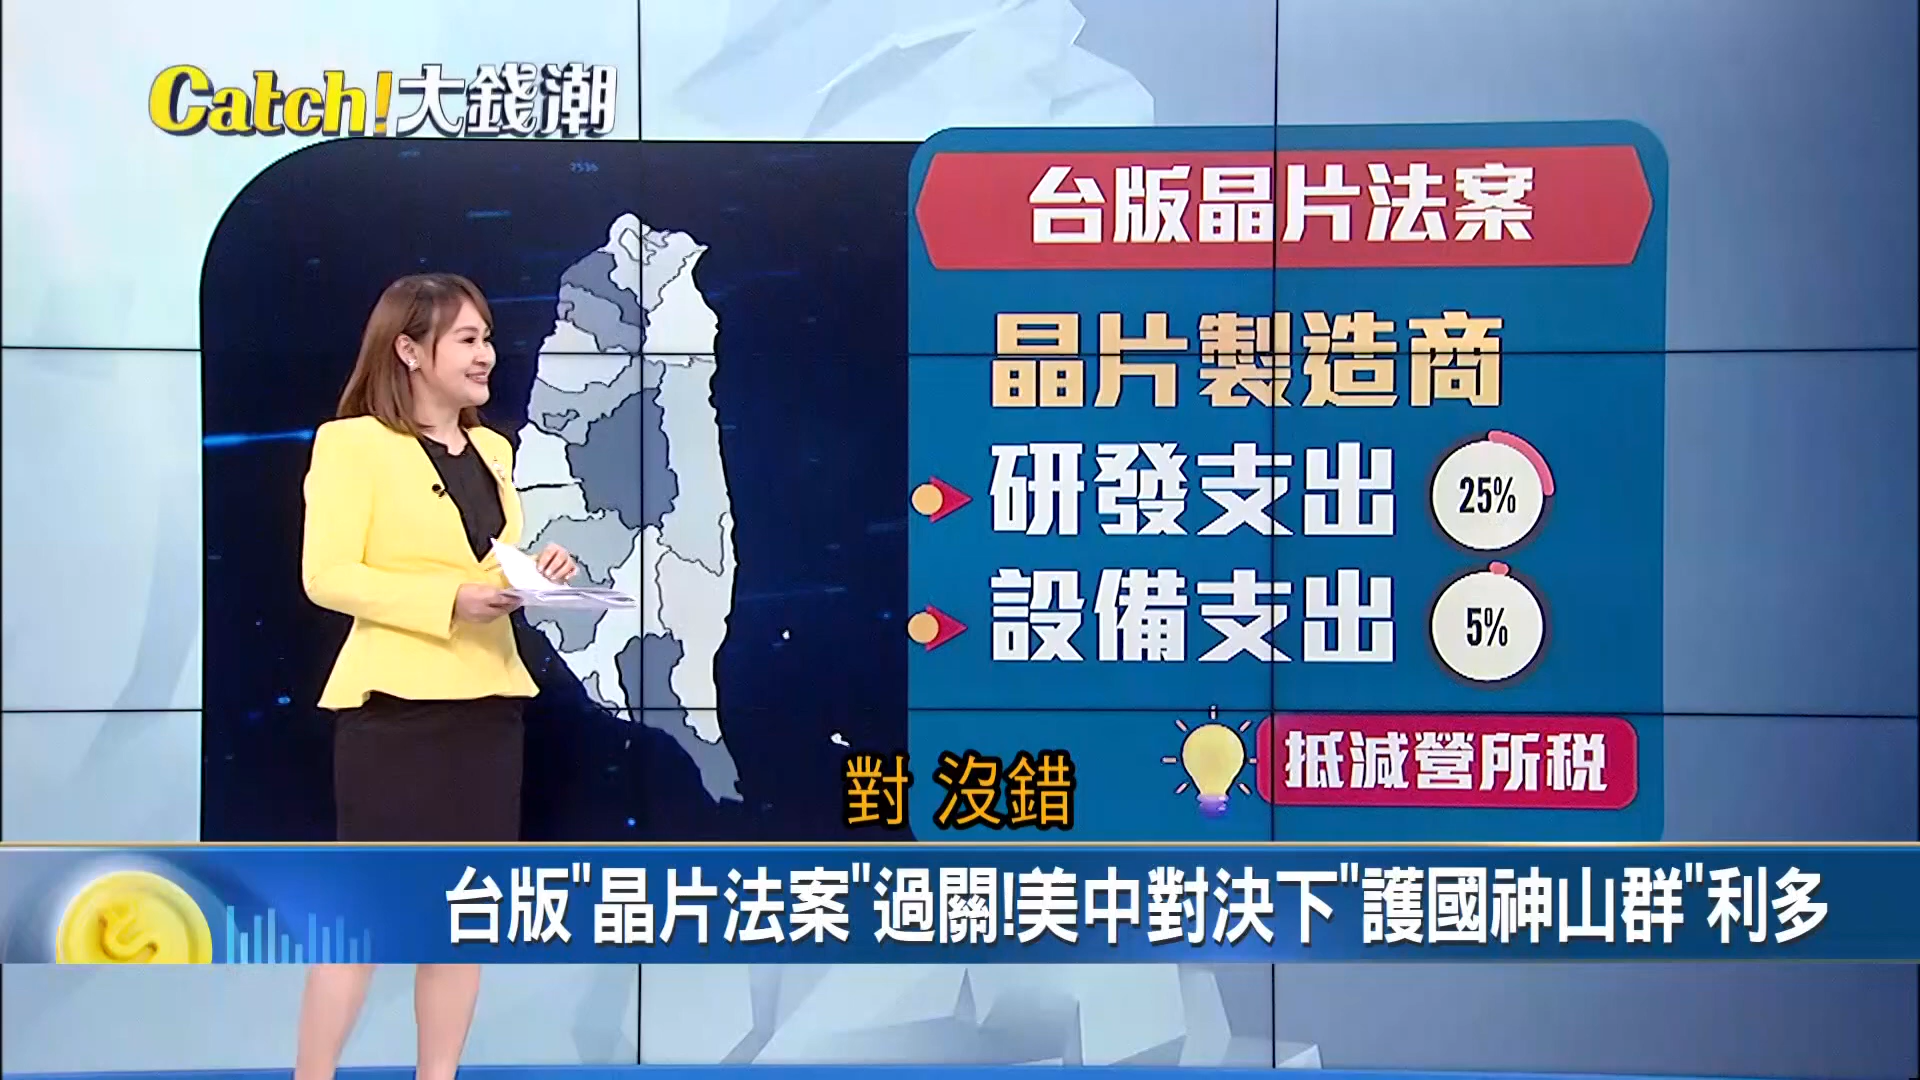 Catch!大錢潮
台版晶片法案
晶片製造商
研發支出 25%
設備支出 5%
抵減營所稅
對 沒錯
台版"晶片法案"過關!美中對決下"護國神山群"利多